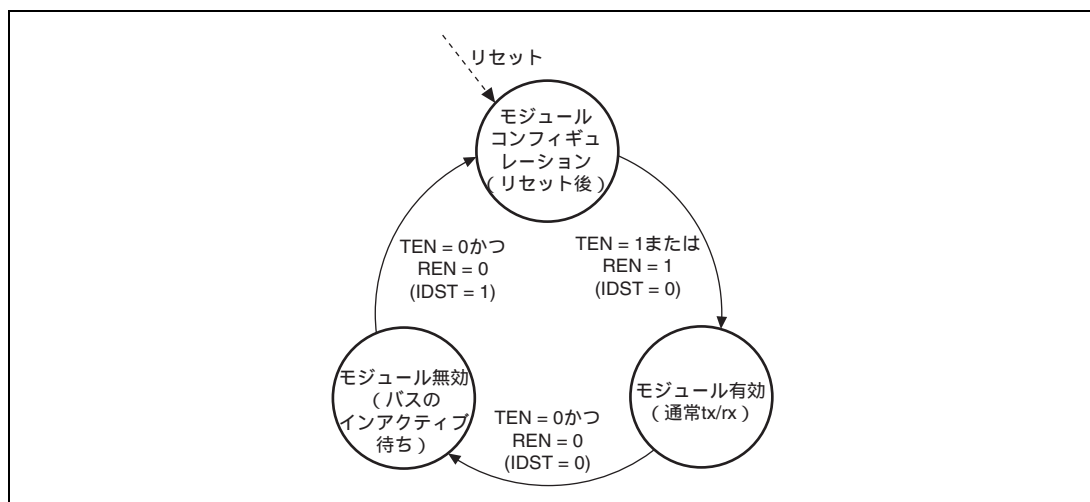 リセット
モジュール
コンフィギュ
レーション
（リセット後）
TEN = 0かつ
REN = 0
(IDST = 1)
TEN = 1または
REN = 1
(IDST = 0)
モジュール無効
（バスの
インアクティブ
待ち）
モジュール有効
（通常tx/rx）
TEN = 0かつ
REN = 0
(IDST = 0)